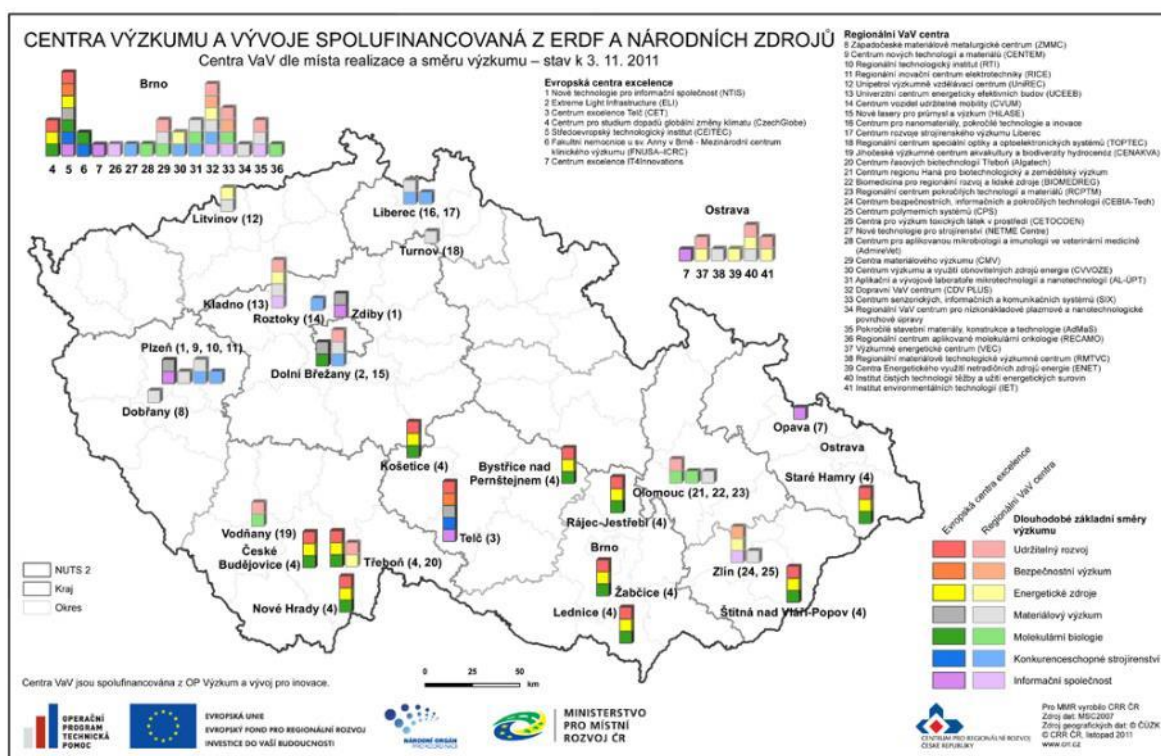 CENTRA VÝZKUMU A VÝVOJE SPOLUFINANCOVANÁ Z ERDF A NÁRODNÍCH ZDROJŮ
Centra VaV dle místa realizace a směru výzkumu – stav k 3. 11. 2011
Brno
4 5 6 7 26 27 28 29 30 31 32 33 34 35 36
Evropská centra excelence
1 Nové technologie pro informační společnost (NTIS)
2 Extreme Light Infrastructure (ELI)
3 Centrum excelence Telč (CET)
4 Centrum pro studium dopadů globální změny klimatu (CzechGlobe)
5 Středoevropský technologický institut (CEITEC)
6 Fakultní nemocnice u sv. Anny v Brně - Mezinárodní centrum
klinického výzkumu (FNUSA–ICRC)
7 Centrum excelence IT4Innovations
Regionální VaV centra
8 Západočeské materiálově metalurgické centrum (ZMMC)
9 Centrum nových technologií a materiálů (CENTEM)
10 Regionální technologický institut (RTI)
11 Regionální inovační centrum elektrotechniky (RICE)
12 Unipetrol výzkumně vzdělávací centrum (UniREC)
13 Univerzitní centrum energeticky efektivních budov (UCEEB)
14 Centrum vozidel udržitelné mobility (CVUM)
15 Nové lasery pro průmysl a výzkum (HiLASE)
16 Centrum pro nanomateriály, pokročilé technologie a inovace
17 Centrum rozvoje strojírenského výzkumu Liberec
18 Regionální centrum speciální optiky a optoelektronických systémů (TOPTEC)
19 Jihočeské výzkumné centrum akvakultury a biodiverzity hydrocenóz (CENAKVA)
20 Centrum řasových biotechnologií Třeboň (Algatech)
21 Centrum regionu Haná pro biotechnologický a zemědělský výzkum
22 Biomedicína pro regionální rozvoj a lidské zdroje (BIOMEDREG)
23 Regionální centrum pokročilých technologií a materiálů (RCPTM)
24 Centrum bezpečnostních, informačních a pokročilých technologií (CEBIA-Tech)
25 Centrum polymerních systémů (CPS)
26 Centra pro výzkum toxických látek v prostředí (CETOCOEN)
27 Nové technologie pro strojírenství (NETME Centre)
28 Centrum pro aplikovanou mikrobiologii a imunologii ve veterinární medicíně
(AdmireVet)
29 Centra materiálového výzkumu (CMV)
30 Centrum výzkumu a využití obnovitelných zdrojů energie (CVVOZE)
31 Aplikační a vývojové laboratoře mikrotechnologií a nanotechnologií (AL-ÚPT)
32 Dopravní VaV centrum (CDV PLUS)
33 Centrum senzorických, informačních a komunikačních systémů (SIX)
34 Regionální VaV centrum pro nízkonákladové plazmové a nanotechnologické
povrchové úpravy
35 Pokročilé stavební materiály, konstrukce a technologie (AdMaS)
36 Regionální centrum aplikované molekulární onkologie (RECAMO)
37 Výzkumné energetické centrum (VEC)
38 Regionální materiálově technologické výzkumné centrum (RMTVC)
39 Centra Energetického využití netradičních zdrojů energie (ENET)
40 Institut čistých technologií těžby a užití energetických surovin
41 Institut environmentálních technologií (IET)
Litvínov (12)
Liberec (16, 17)
Turnov (18)
Ostrava
7 37 38 39 40 41
Kladno (13)
Roztoky (14)
Zdiby (1)
Plzeň (1, 9, 10, 11)
Dolní Břežany (2, 15)
Dobřany (8)
Opava (7)
Ostrava
Košetice (4)
Bystřice nad
Pernštejnem (4)
Olomouc (21, 22, 23)
Staré Hamry (4)
Rájec-Jestřebí (4)
Vodňany (19)
Telč (3)
České
Budějovice (4)
Třeboň (4, 20)
Brno
Zlín (24, 25)
Žabčice (4)
Nové Hrady (4)
Lednice (4)
Štítná nad Vláří-Popov (4)
NUTS 2
Kraj
Okres
Evropská centra excelence
Regionální VaV centra
Dlouhodobé základní směry
výzkumu
Udržitelný rozvoj
Bezpečnostní výzkum
Energetické zdroje
Materiálový výzkum
Molekulární biologie
Konkurenceschopné strojírenství
Informační společnost
Centra VaV jsou spolufinancována z OP Výzkum a vývoj pro inovace.
0 25 50
km
OPERAČNÍ
PROGRAM
TECHNICKÁ
POMOC
EVROPSKÁ UNIE
EVROPSKÝ FOND PRO REGIONÁLNÍ ROZVOJ
INVESTICE DO VAŠÍ BUDOUCNOSTI
NÁRODNÍ ORGÁN
PRO KOORDINACI
MINISTERSTVO
PRO MÍSTNÍ
ROZVOJ ČR
CENTRUM PRO REGIONÁLNÍ ROZVOJ
ČESKÉ REPUBLIKY
Pro MMR vyrobilo CRR ČR
Zdroj dat: MSC2007
Zdroj geografických dat: © ČÚZK
© CRR ČR, listopad 2011
www.crr.cz